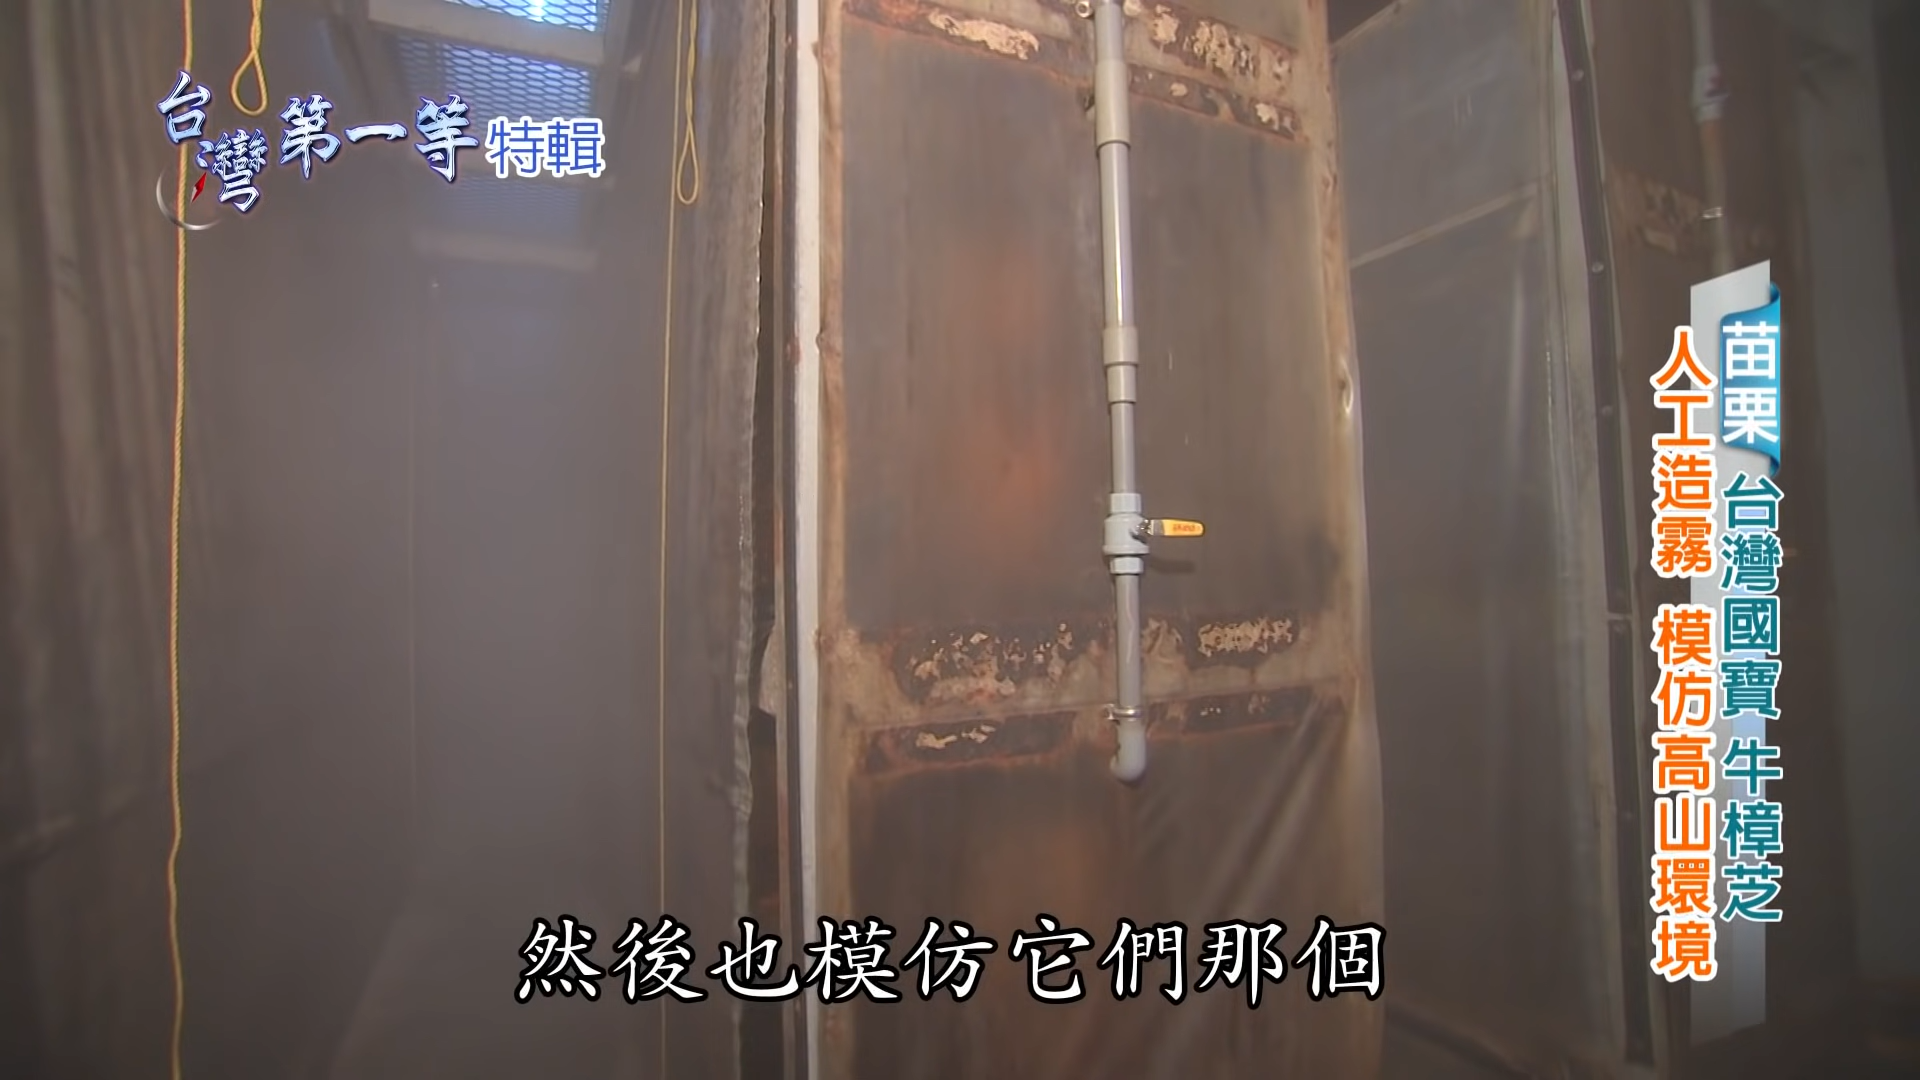 台灣第一等特輯
苗栗 台灣國寶 牛樟芝
人工造霧 模仿高山環境
然後也模仿它們那個